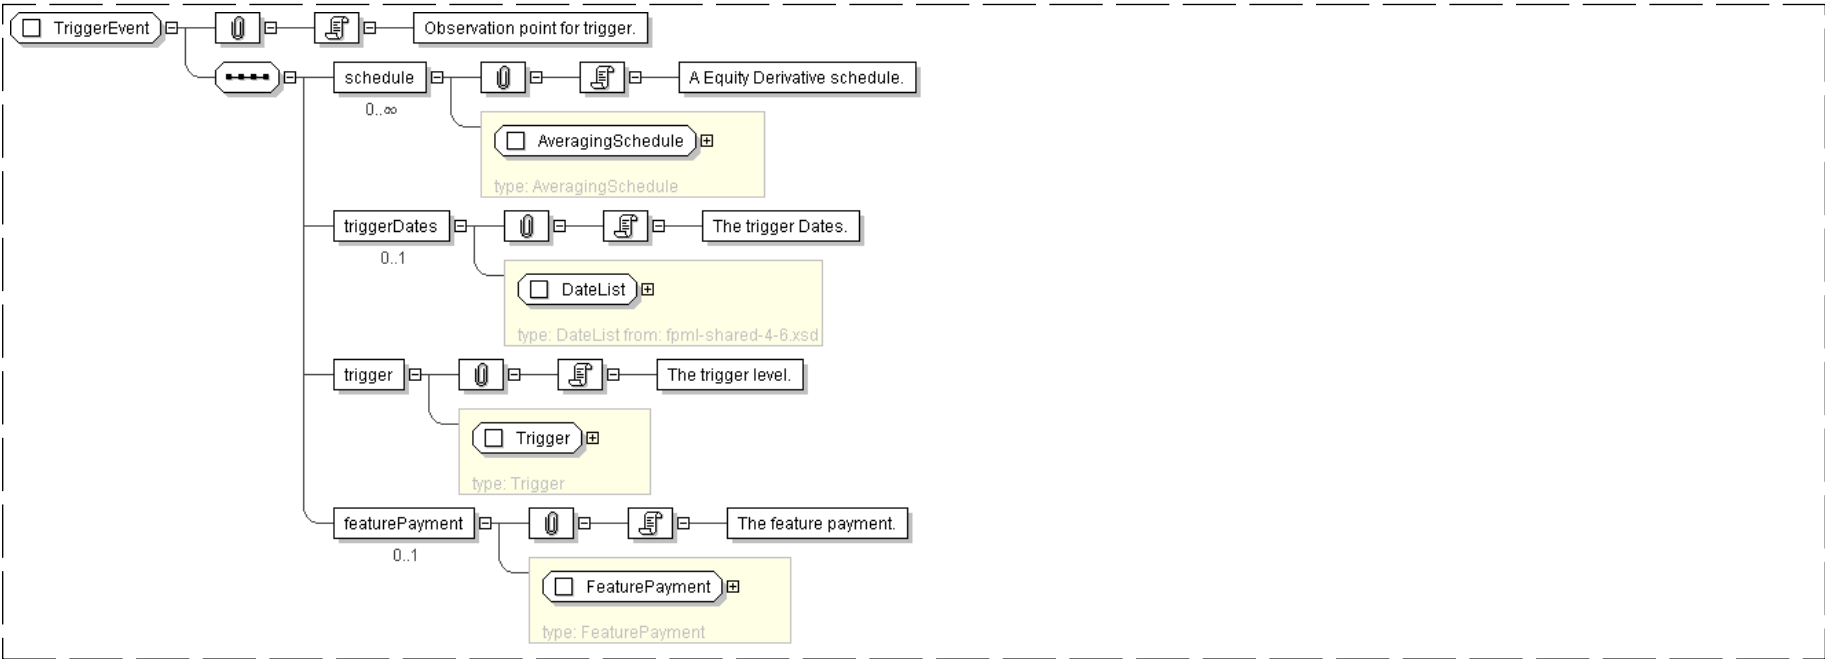 TriggerEvent
Observation point for trigger.
schedule
A Equity Derivative schedule.
0..∞
AveragingSchedule
type: AveragingSchedule
triggerDates
The trigger Dates.
0..1
DateList
type: DateList from: fpml-shared-4-6.xsd
trigger
The trigger level.
Trigger
type: Trigger
featurePayment
The feature payment.
0..1
FeaturePayment
type: FeaturePayment